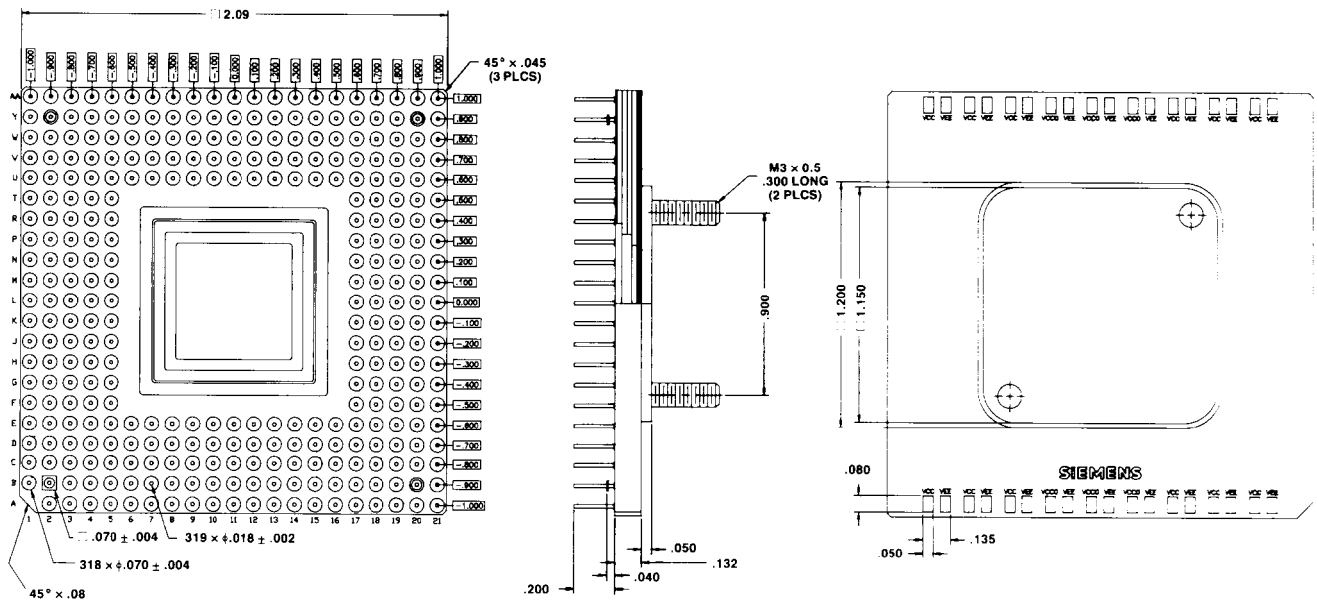 □ 2.09
-1.000 -.900 -.800 -.700 -.600 -.500 -.400 -.300 -.200 -.100 0.000 .100 .200 .300 .400 .500 .600 .700 .800 .900 1.000
45° × .045
(3 PLCS)
AA 1.000
Y .900
W .800
V .700
U .600
T .500
R .400
P .300
N .200
M .100
L 0.000
K -.100
J -.200
H -.300
G -.400
F -.500
E -.600
D -.700
C -.800
B -.900
A -1.000
1 2 3 4 5 6 7 8 9 10 11 12 13 14 15 16 17 18 19 20 21
□ .070 ± .004
319 × ϕ.018 ± .002
318 × ϕ.070 ± .004
45° × .08
M3 × 0.5
.300 LONG
(2 PLCS)
.900
.050
.132
.040
.200
□ 1.200
□ 1.150
SIEMENS
.080
.135
.050